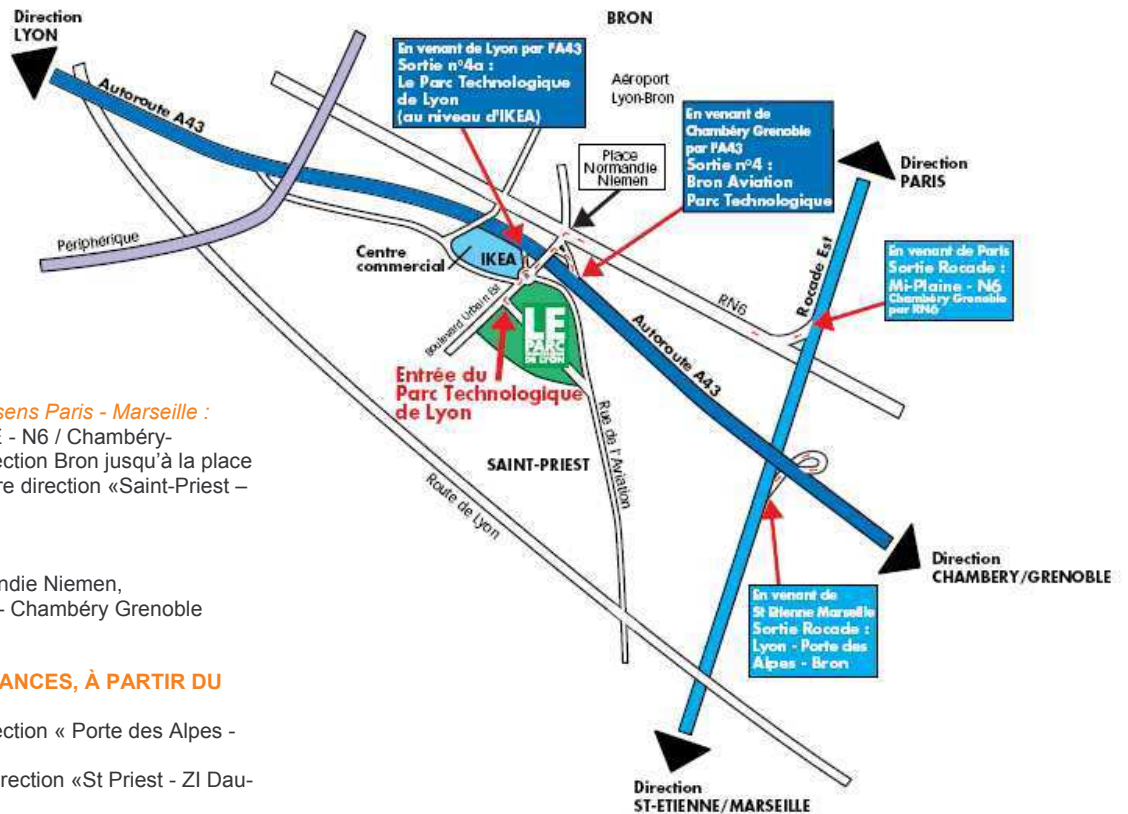 Direction
LYON
BRON
En venant de Lyon par l'A43
Sortie n°4a :
Le Parc Technologique
de Lyon
(au niveau d'IKEA)
Aéroport
Lyon-Bron
En venant de
Chambéry Grenoble
par l'A43
Sortie n°4 :
Bron Aviation
Parc Technologique
Autoroute A43
Place
Normandie
Niemen
Direction
PARIS
Périphérique
Centre
commercial
IKEA
Rocade Est
En venant de Paris
Sortie Rocade :
Mi-Plaine - N6
Chambéry Grenoble
par RN6
RN6
Boulevard Urbain Est
LE
PARC
DE LYON
Autoroute A43
Entrée du
Parc Technologique
de Lyon
sens Paris - Marseille :
E - N6 / Chambéry-
ection Bron jusqu'à la place
re direction «Saint-Priest –
Rue de l'Aviation
SAINT-PRIEST
Route de Lyon
ndie Niemen,
- Chambéry Grenoble
Direction
CHAMBERY/GRENOBLE
En venant de
St Etienne Marseille
Sortie Rocade :
Lyon - Porte des
Alpes - Bron
ANCES, À PARTIR DU
ection « Porte des Alpes -
irection «St Priest - ZI Dau-
Direction
ST-ETIENNE/MARSEILLE